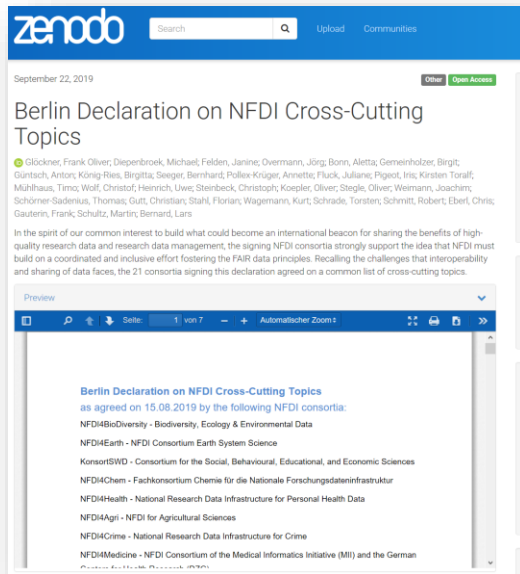 zenodo
Search
Upload
Communities
September 22, 2019
Other
Open Access
Berlin Declaration on NFDI Cross-Cutting
Topics
Glöckner, Frank Oliver; Diepenbroek, Michael; Felden, Janine; Overmann, Jörg; Bonn, Aletta; Gemeinholzer, Birgit;
Güntsch, Anton; König-Ries, Birgitta; Seeger, Bernhard; Pollex-Krüger, Annette; Fluck, Juliane; Pigeot, Iris; Kirsten Toralf;
Mühlhaus, Timo; Wolf, Christof; Heinrich, Uwe; Steinbeck, Christoph; Koepler, Oliver; Stegle, Oliver; Weimann, Joachim;
Schörner-Sadenius, Thomas; Gutt, Christian; Stahl, Florian; Wagemann, Kurt; Schrade, Torsten; Schmitt, Robert; Eberl, Chris;
Gauterin, Frank; Schultz, Martin; Bernard, Lars
In the spirit of our common interest to build what could become an international beacon for sharing the benefits of high-
quality research data and research data management, the signing NFDI consortia strongly support the idea that NFDI must
build on a coordinated and inclusive effort fostering the FAIR data principles. Recalling the challenges that interoperability
and sharing of data faces, the 21 consortia signing this declaration agreed on a common list of cross-cutting topics.
Preview
Seite: 1 von 7 Automatischer Zoom
Berlin Declaration on NFDI Cross-Cutting Topics
as agreed on 15.08.2019 by the following NFDI consortia:
NFDI4BioDiversity - Biodiversity, Ecology & Environmental Data
NFDI4Earth - NFDI Consortium Earth System Science
KonsortSWD - Consortium for the Social, Behavioural, Educational, and Economic Sciences
NFDI4Chem - Fachkonsortium Chemie für die Nationale Forschungsdateninfrastruktur
NFDI4Health - National Research Data Infrastructure for Personal Health Data
NFDI4Agri - NFDI for Agricultural Sciences
NFDI4Crime - National Research Data Infrastructure for Crime
NFDI4Medicine - NFDI Consortium of the Medical Informatics Initiative (MII) and the German